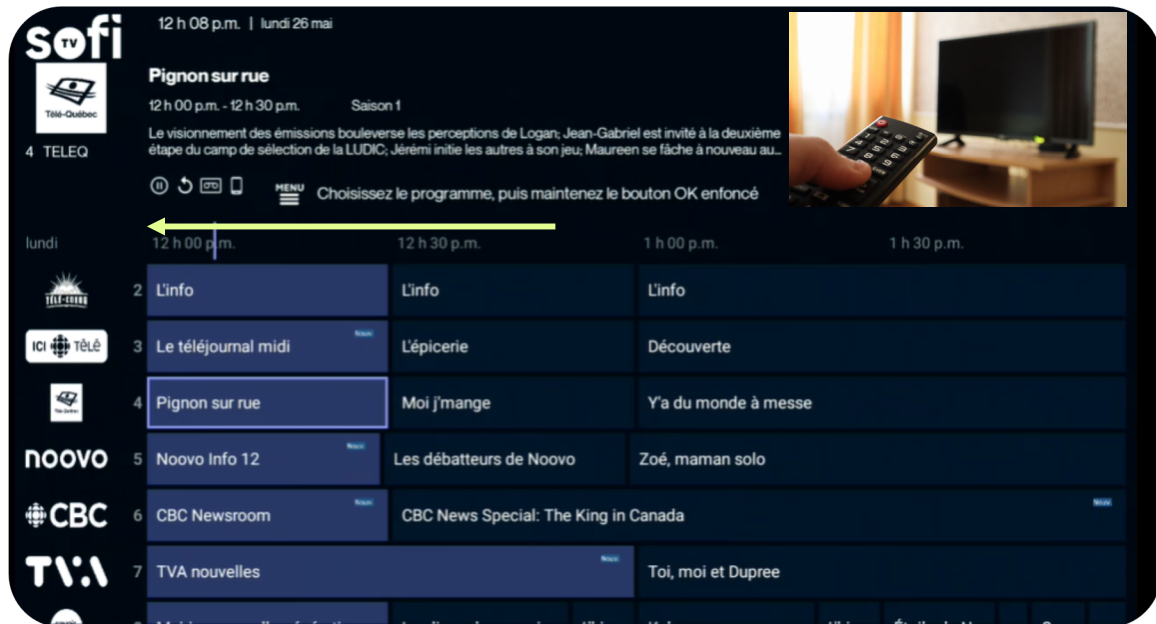 sofi
TV
12 h 08 p.m. | lundi 26 mai
Télé-Québec
Pignon sur rue
12 h 00 p.m. - 12 h 30 p.m. Saison 1
Le visionnement des émissions bouleverse les perceptions de Logan; Jean-Gabriel est invité à la deuxième
4 TELEQ
étape du camp de sélection de la LUDIC; Jérémi initie les autres à son jeu; Maureen se fâche à nouveau au...
MENU Choisissez le programme, puis maintenez le bouton OK enfoncé
lundi 12 h 00 p.m. 12 h 30 p.m. 1 h 00 p.m. 1 h 30 p.m.
2 L'info L'info L'info
ICI TÉLÉ 3 Le téléjournal midi Nouv. L'épicerie Découverte
4 Pignon sur rue Moi j'mange Y'a du monde à messe
noovo 5 Noovo Info 12 Nouv. Les débatteurs de Noovo Zoé, maman solo
CBC 6 CBC Newsroom Nouv. CBC News Special: The King in Canada Nouv.
TVA 7 TVA nouvelles Nouv. Toi, moi et Dupree